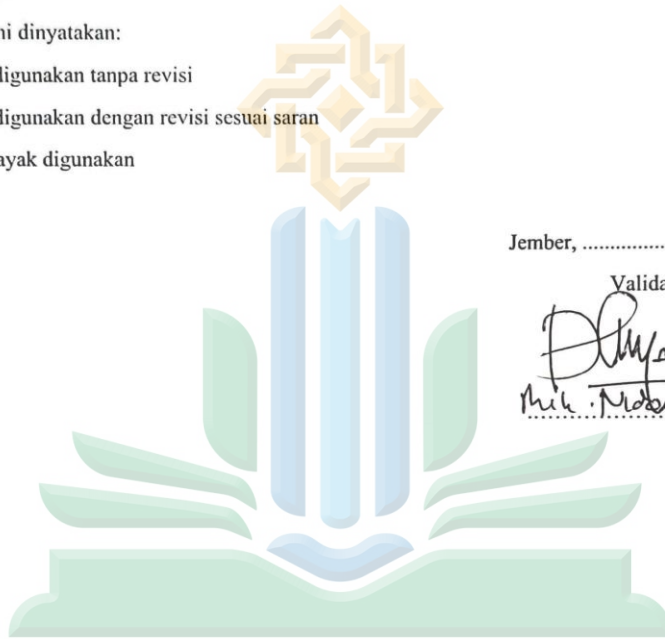 ni dinyatakan:
digunakan tanpa revisi
digunakan dengan revisi sesuai saran
ayak digunakan
Jember, ................
Valida